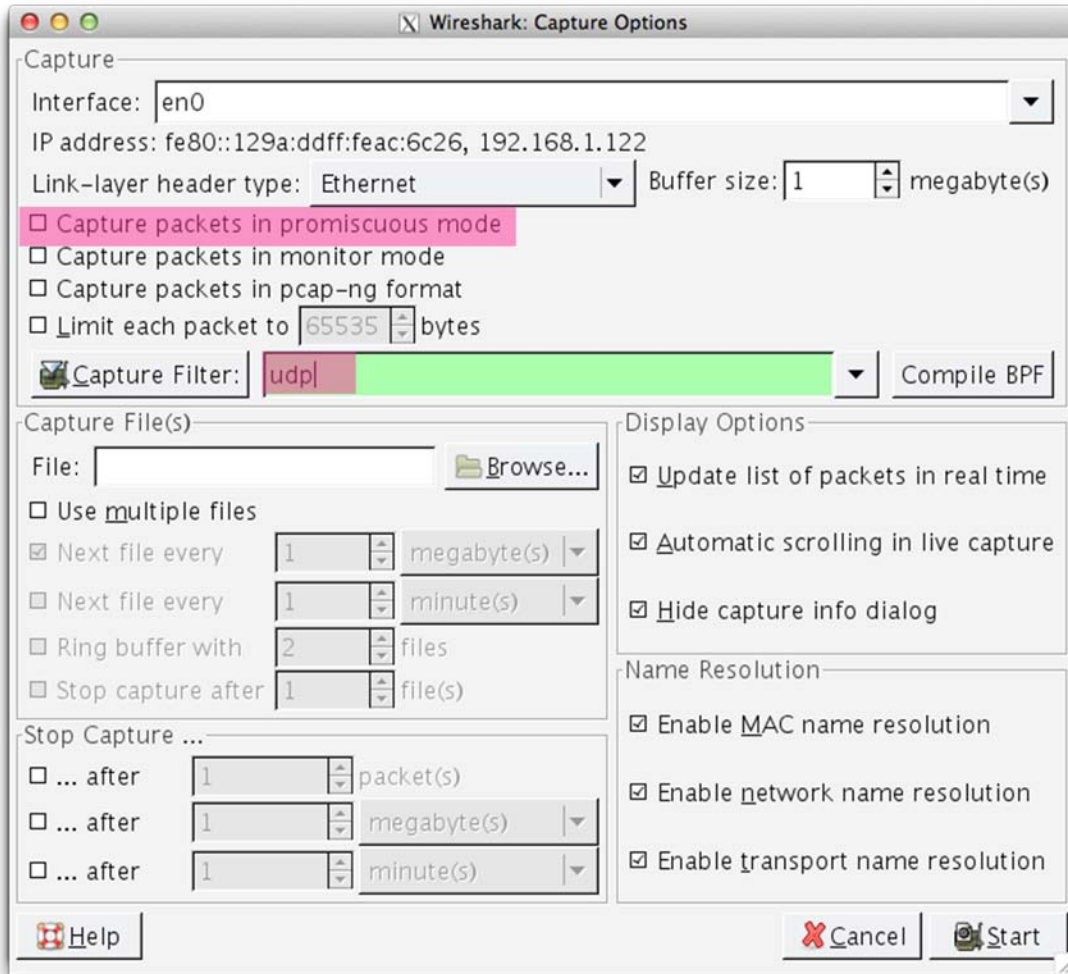 X Wireshark: Capture Options
Capture
Interface: en0
IP address: fe80::129a:ddff:feac:6c26, 192.168.1.122
Link-layer header type: Ethernet Buffer size: 1 megabyte(s)
Capture packets in promiscuous mode
Capture packets in monitor mode
Capture packets in pcap-ng format
Limit each packet to 65535 bytes
Capture Filter: udp Compile BPF
Capture File(s)
File: Browse...
Use multiple files
Next file every 1 megabyte(s)
Next file every 1 minute(s)
Ring buffer with 2 files
Stop capture after 1 file(s)
Stop Capture ...
... after 1 packet(s)
... after 1 megabyte(s)
... after 1 minute(s)
Display Options
Update list of packets in real time
Automatic scrolling in live capture
Hide capture info dialog
Name Resolution
Enable MAC name resolution
Enable network name resolution
Enable transport name resolution
Help Cancel Start